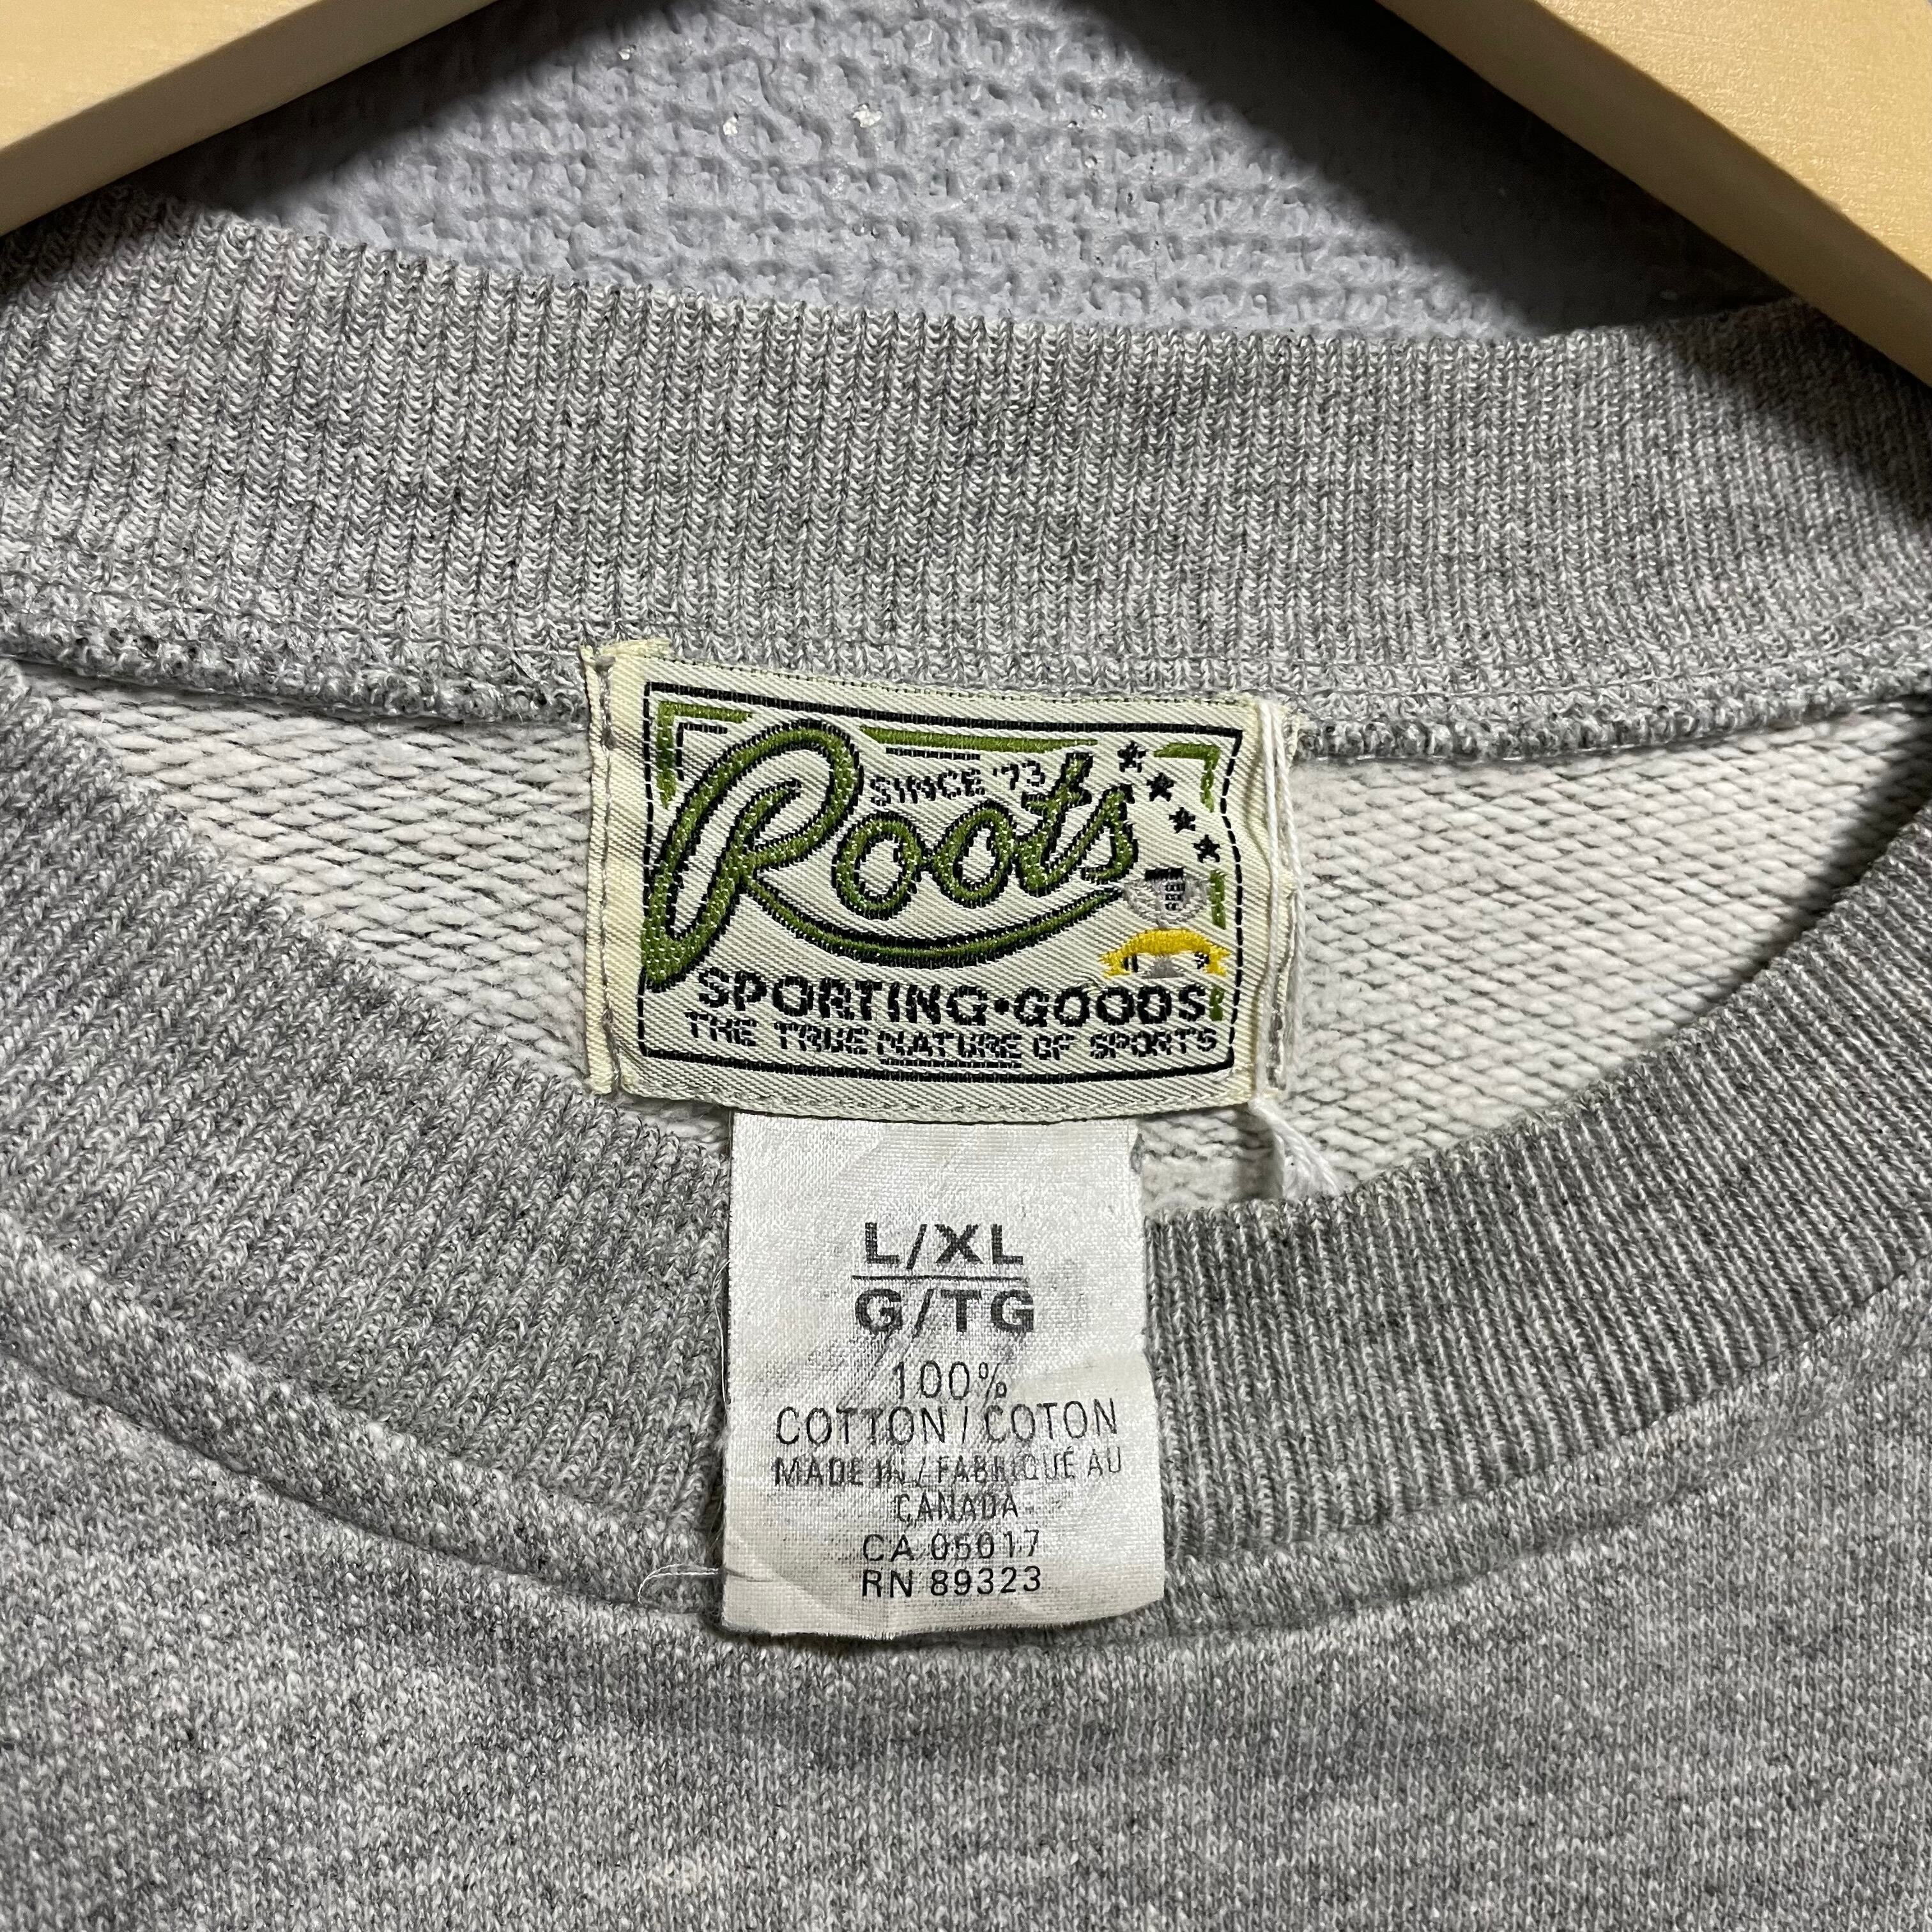 SINCE '73
Roots
SPORTING•GOODS
THE TRUE NATURE OF SPORTS
L/XL
G/TG
100%
COTTON / COTON
MADE IN / FABRIQUÉ AU
CANADA
CA 05017
RN 89323